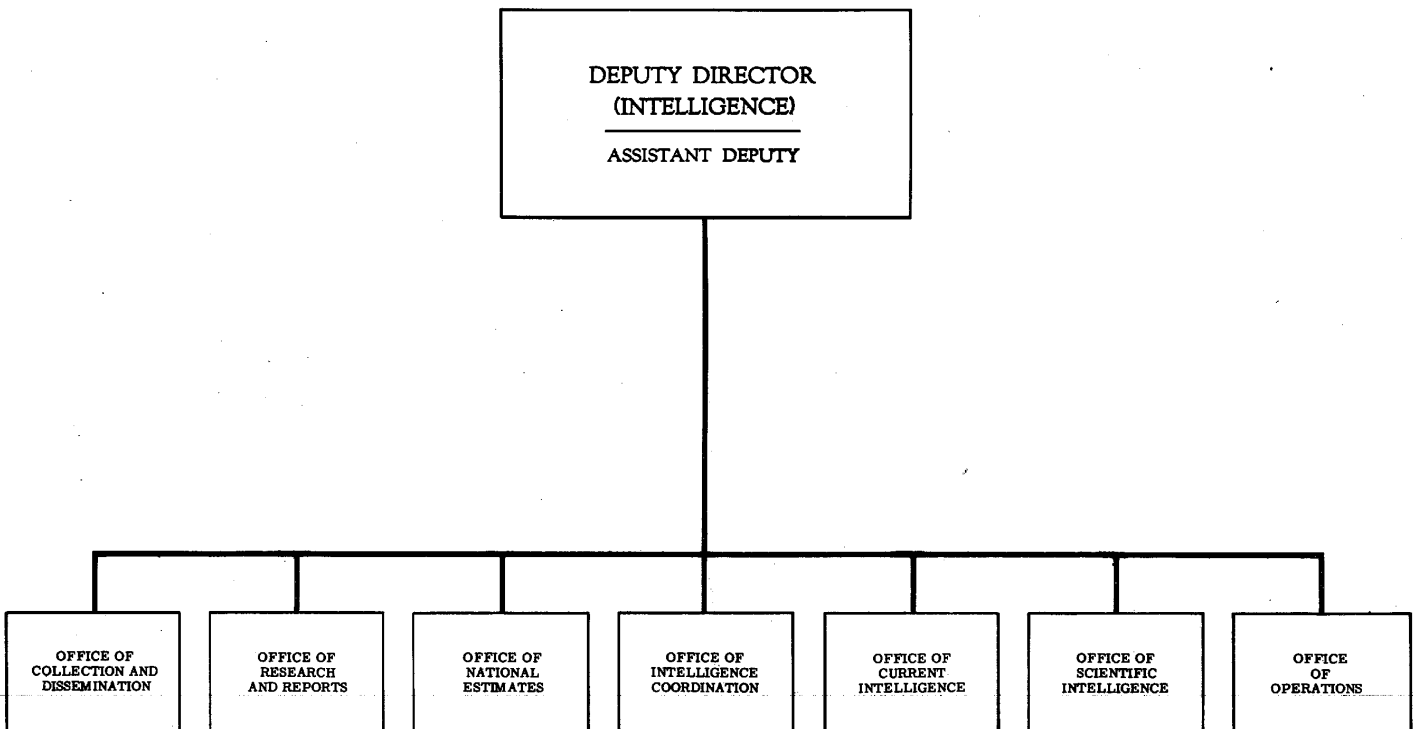 DEPUTY DIRECTOR
(INTELLIGENCE)
ASSISTANT DEPUTY
OFFICE OF
COLLECTION AND
DISSEMINATION
OFFICE OF
RESEARCH
AND REPORTS
OFFICE OF
NATIONAL
ESTIMATES
OFFICE OF
INTELLIGENCE
COORDINATION
OFFICE OF
CURRENT
INTELLIGENCE
OFFICE OF
SCIENTIFIC
INTELLIGENCE
OFFICE
OF
OPERATIONS